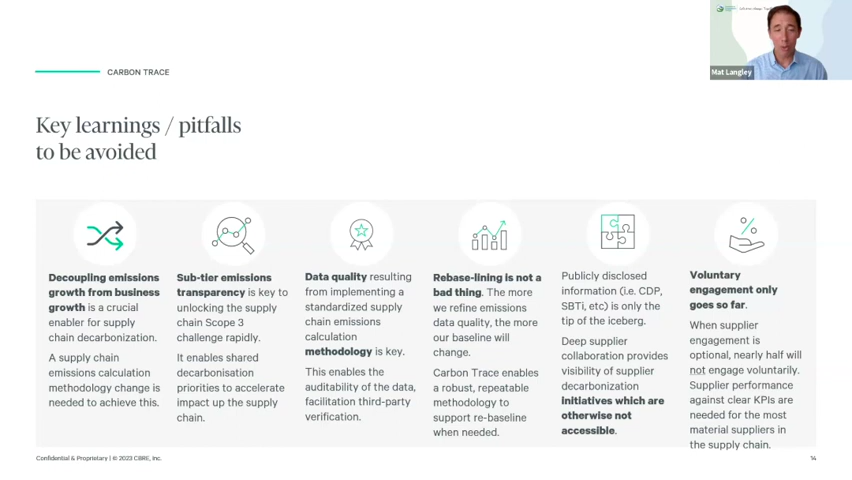 Mat Langley
CARBON TRACE
Key learnings / pitfalls
to be avoided
Decoupling emissions
growth from business
growth is a crucial
enabler for supply
chain decarbonization.
A supply chain
emissions calculation
methodology change is
needed to achieve this.
Sub-tier emissions
transparency is key to
unlocking the supply
chain Scope 3
challenge rapidly.
It enables shared
decarbonisation
priorities to accelerate
impact up the supply
chain.
Data quality resulting
from implementing a
standardized supply
chain emissions
calculation
methodology is key.
This enables the
auditability of the data,
facilitation third-party
verification.
Rebase-lining is not a
bad thing. The more
we refine emissions
data quality, the more
our baseline will
change.
Carbon Trace enables
a robust, repeatable
methodology to
support re-baseline
when needed.
Publicly disclosed
information (i.e. CDP,
SBTi, etc) is only the
tip of the iceberg.
Deep supplier
collaboration provides
visibility of supplier
decarbonization
initiatives which are
otherwise not
accessible.
Voluntary
engagement only
goes so far.
When supplier
engagement is
optional, nearly half will
not engage voluntarily.
Supplier performance
against clear KPIs are
needed for the most
material suppliers in
the supply chain.
Confidential & Proprietary | © 2023 CBRE, Inc.
14